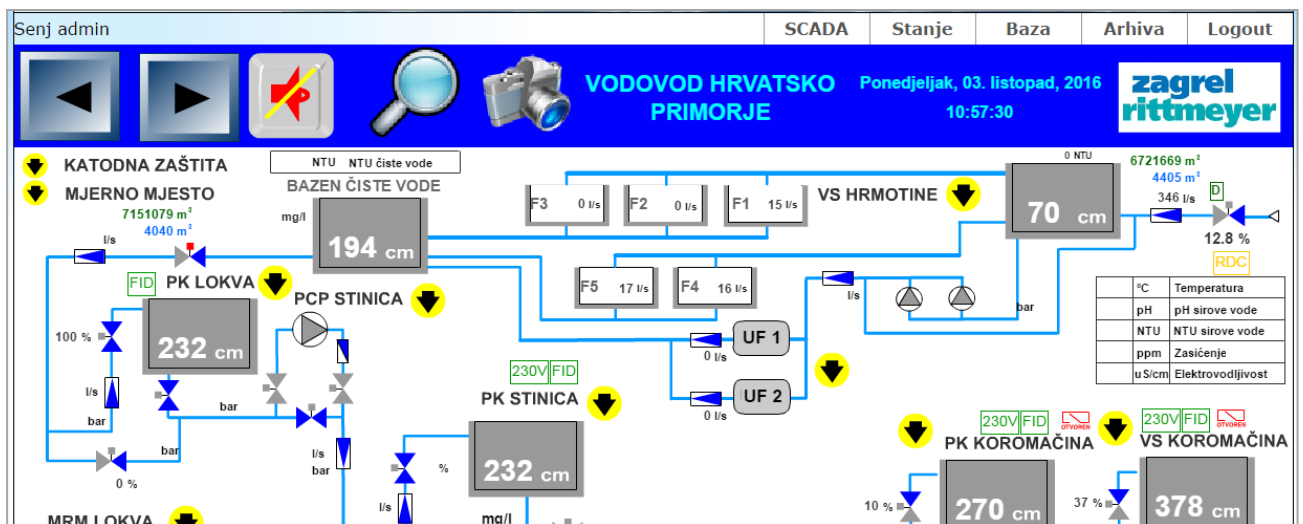 Senj admin
SCADA Stanje Baza Arhiva Logout
VODOVOD HRVATSKO
PRIMORJE
Ponedjeljak, 03. listopad, 2016
10:57:30
zagrel
rittmeyer
KATODNA ZAŠTITA
MJERNO MJESTO
7151079 m³
4040 m³
l/s
NTU NTU čiste vode
BAZEN ČISTE VODE
mg/l
194 cm
F3 0 l/s
F2 0 l/s
F1 15 l/s
VS HRMOTINE
0 NTU
70 cm
6721669 m³
4405 m³
346 l/s
D
12.8 %
RDC
F5 17 l/s
F4 16 l/s
l/s
bar
°C Temperatura
pH pH sirove vode
NTU NTU sirove vode
ppm Zasićenje
uS/cm Elektrovodljivost
FID
PK LOKVA
232 cm
100 %
l/s
bar
bar
0 %
PCP STINICA
bar
l/s
bar
UF 1
0 l/s
UF 2
0 l/s
230V FID
PK STINICA
232 cm
%
l/s
mg/l
230V FID OTVOREN
PK KOROMAČINA
270 cm
10 %
230V FID OTVOREN
VS KOROMAČINA
378 cm
37 %
MRM LOKVA